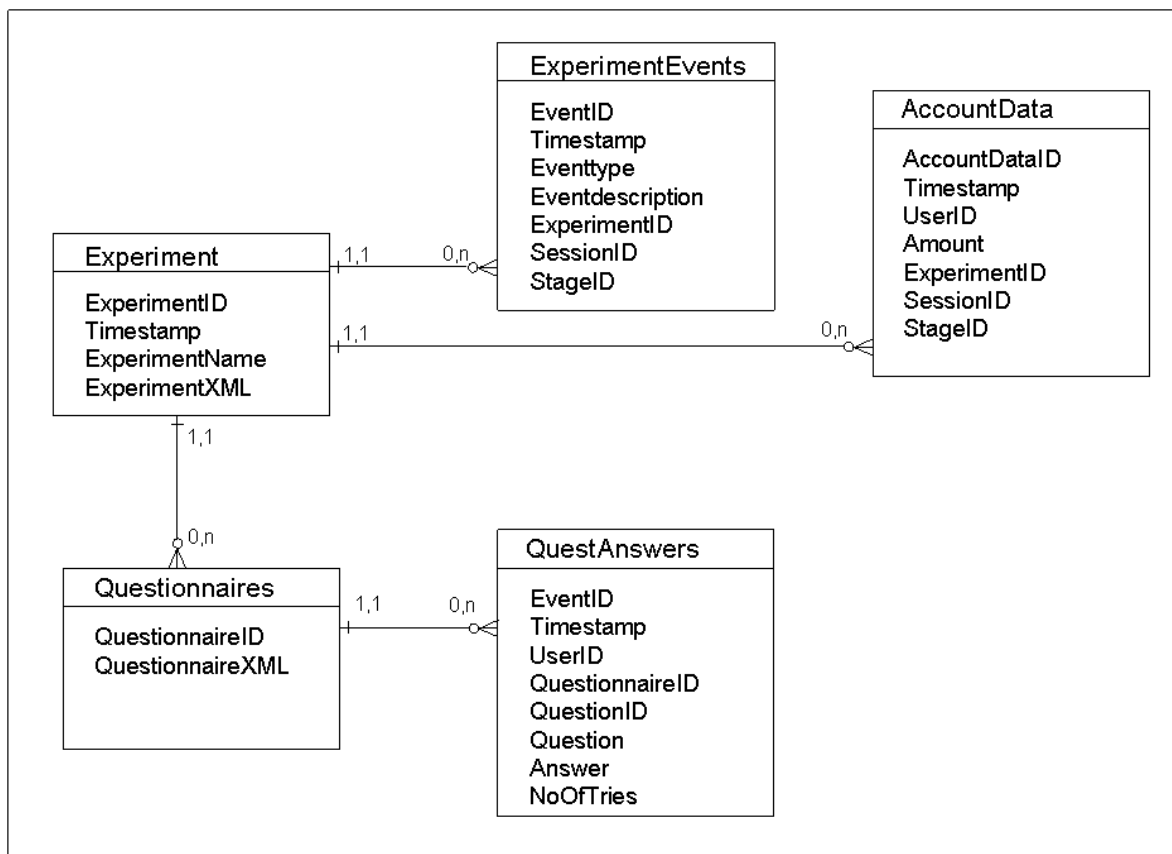 ExperimentEvents
EventID
Timestamp
Eventtype
Eventdescription
ExperimentID
SessionID
StageID
AccountData
AccountDataID
Timestamp
UserID
Amount
ExperimentID
SessionID
StageID
Experiment
ExperimentID
Timestamp
ExperimentName
ExperimentXML
1,1
0,n
1,1
0,n
1,1
0,n
Questionnaires
QuestionnaireID
QuestionnaireXML
1,1
0,n
QuestAnswers
EventID
Timestamp
UserID
QuestionnaireID
QuestionID
Question
Answer
NoOfTries